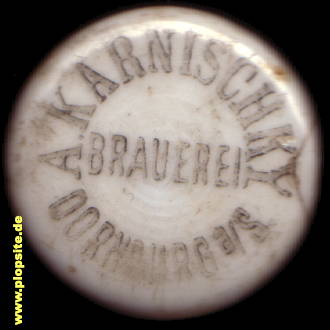 A. KARNISCHKY
BRAUEREI
DORNBURG a/S
www.plopsite.de